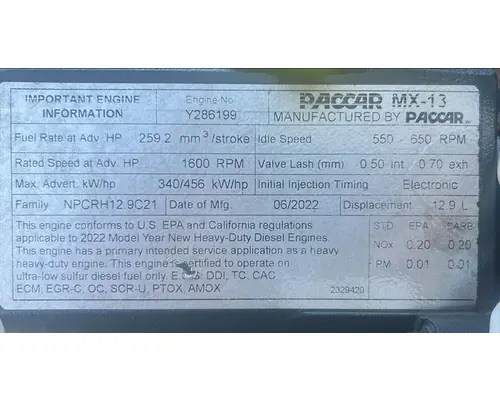 IMPORTANT ENGINE INFORMATION
Engine No. Y286199
PACCAR MX-13
MANUFACTURED BY PACCAR INC
Fuel Rate at Adv. HP 259.2 mm³/stroke Idle Speed 550 - 650 RPM
Rated Speed at Adv. HP 1600 RPM Valve Lash (mm) 0.50 int 0.70 exh
Max. Advert. kW/hp 340/456 kW/hp Initial Injection Timing Electronic
Family NPCRH12.9C21 Date of Mfg. 06/2022 Displacement 12.9 L
This engine conforms to U.S. EPA and California regulations
applicable to 2022 Model Year New Heavy-Duty Diesel Engines.
This engine has a primary intended service application as a heavy
heavy-duty engine. This engine is certified to operate on
ultra-low sulfur diesel fuel only. DDI, TC, CAC
ECM, EGR-C, OC, SCR-U, PTOX, AMOX
STD EPA CARB
NOx 0.20 0.20
PM 0.01 0.01
2329420